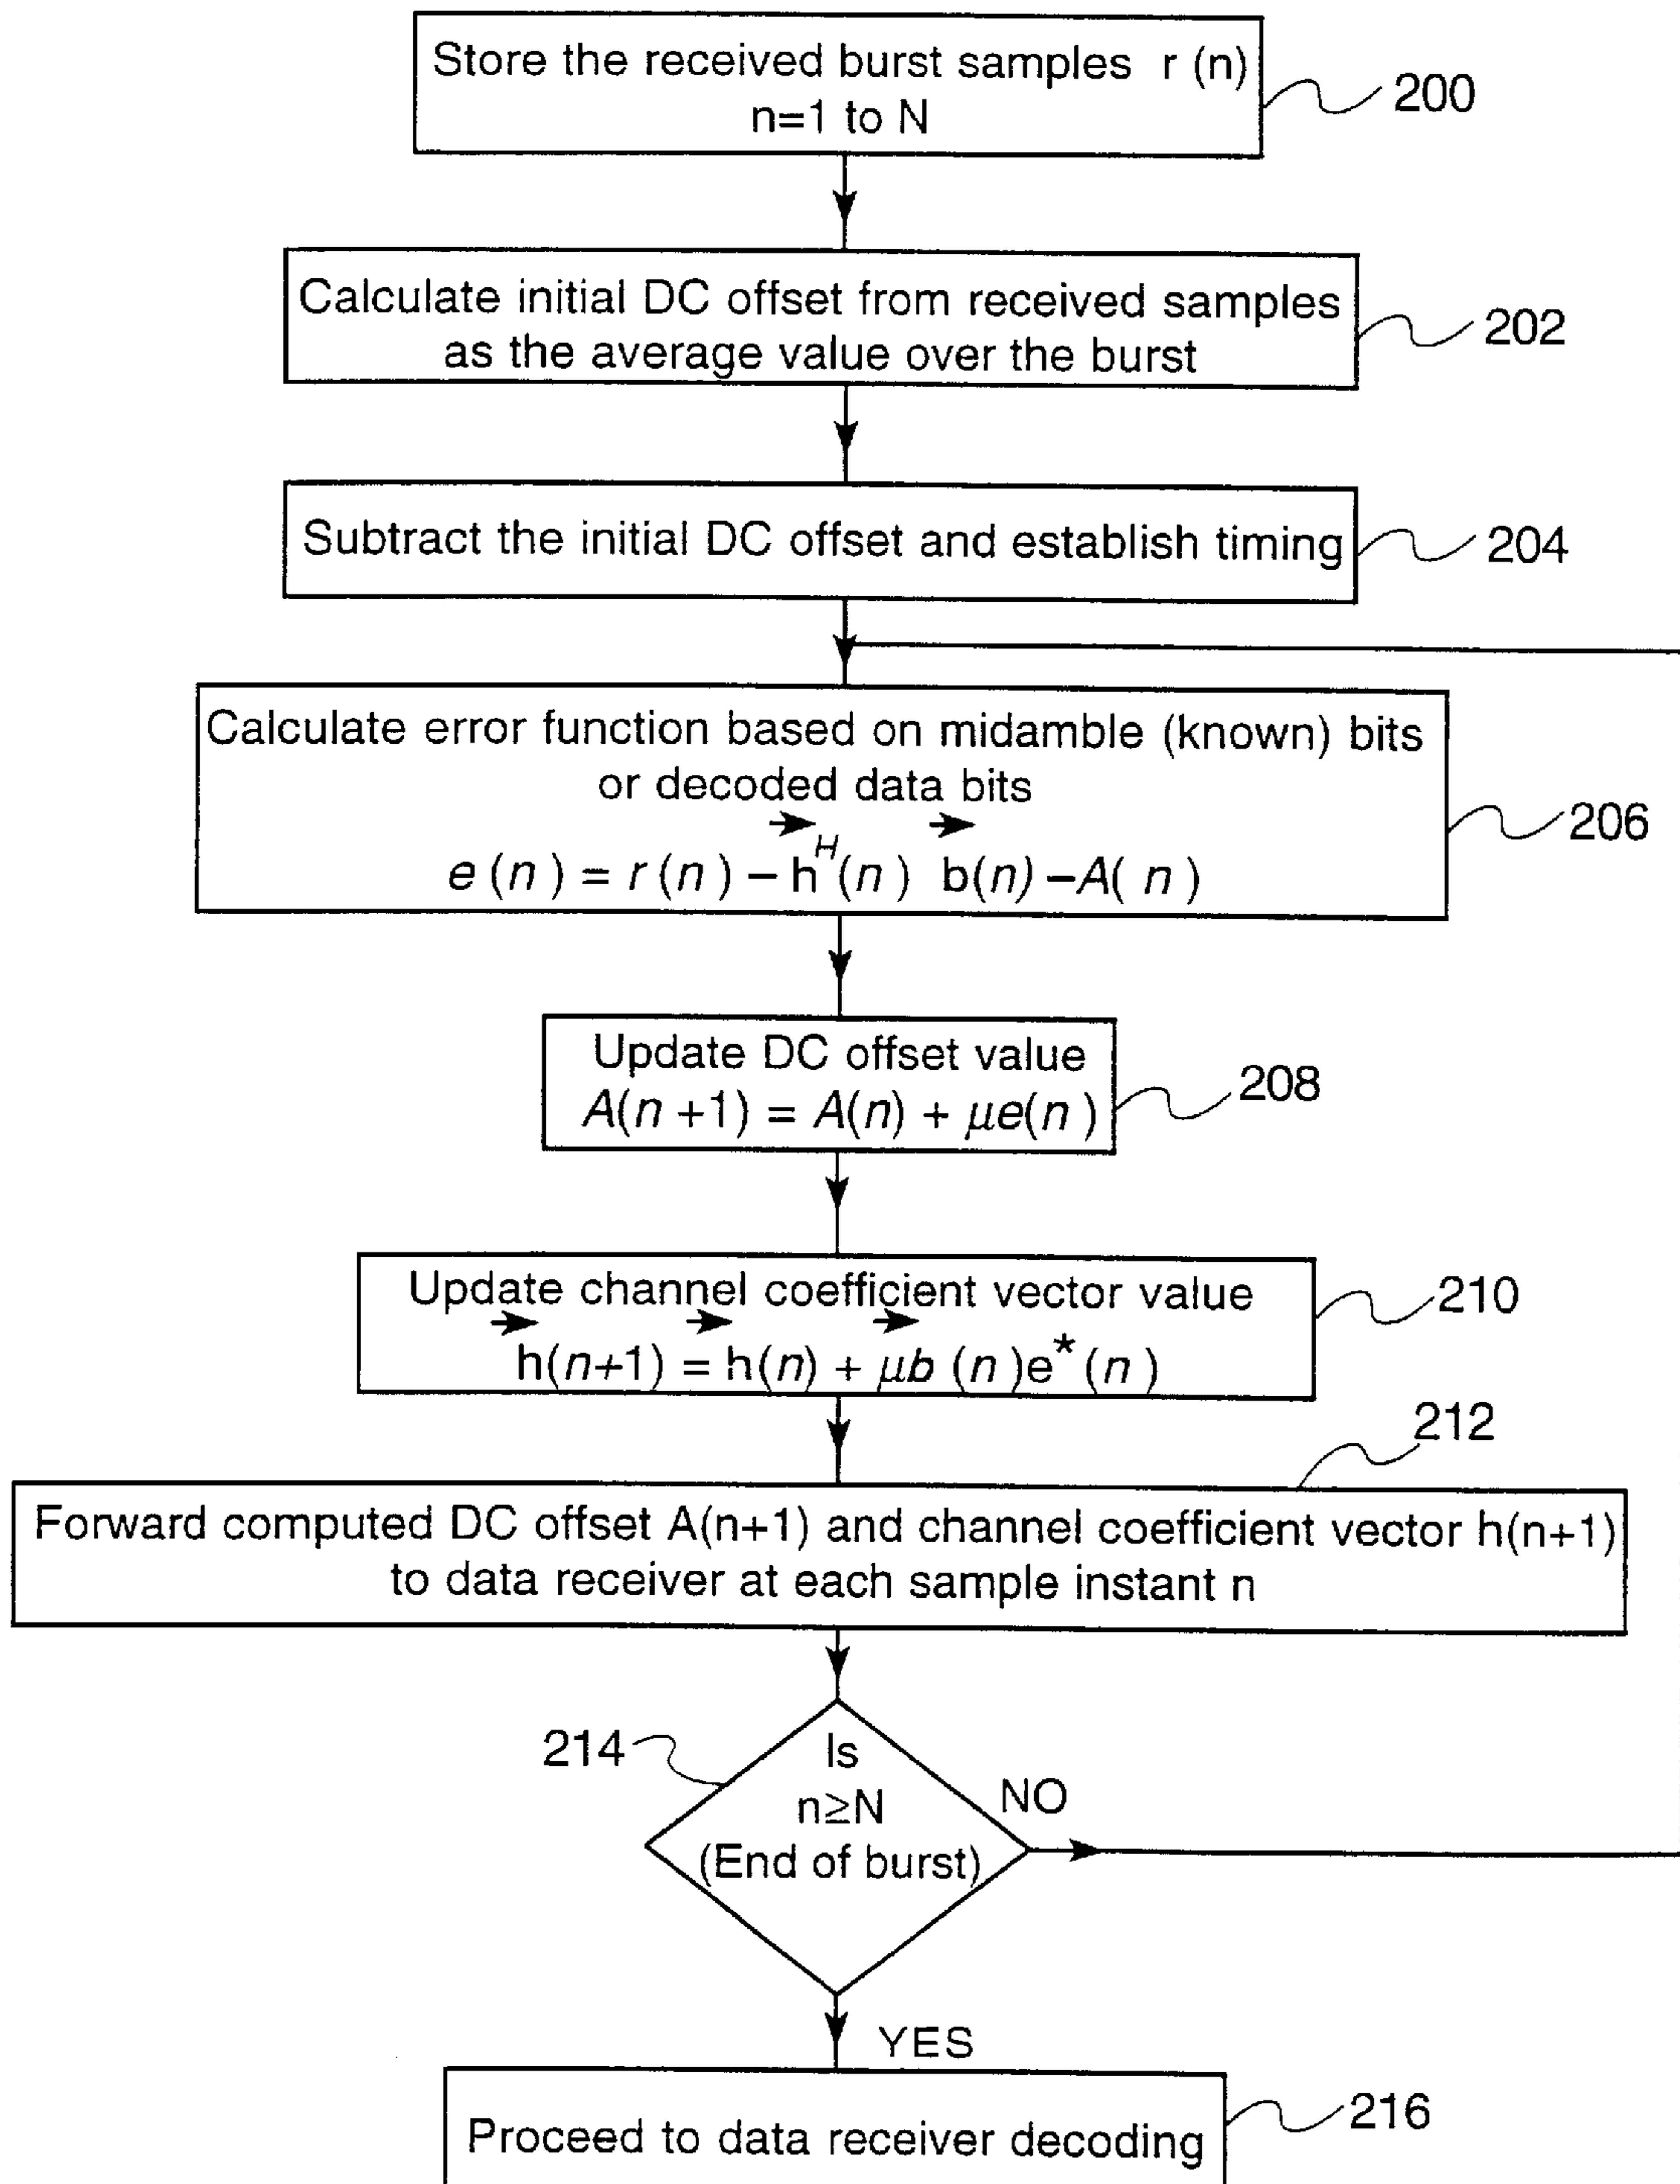 Store the received burst samples r (n)
n=1 to N
200
Calculate initial DC offset from received samples
as the average value over the burst
202
Subtract the initial DC offset and establish timing
204
Calculate error function based on midamble (known) bits
or decoded data bits
e (n) = r (n) – h^H (n) b(n) – A( n )
206
Update DC offset value
A(n +1) = A(n) + μe(n )
208
Update channel coefficient vector value
h(n+1) = h(n) + μb (n)e* (n)
210
212
Forward computed DC offset A(n+1) and channel coefficient vector h(n+1)
to data receiver at each sample instant n
214
Is
n≥N
(End of burst)
NO
YES
Proceed to data receiver decoding
216